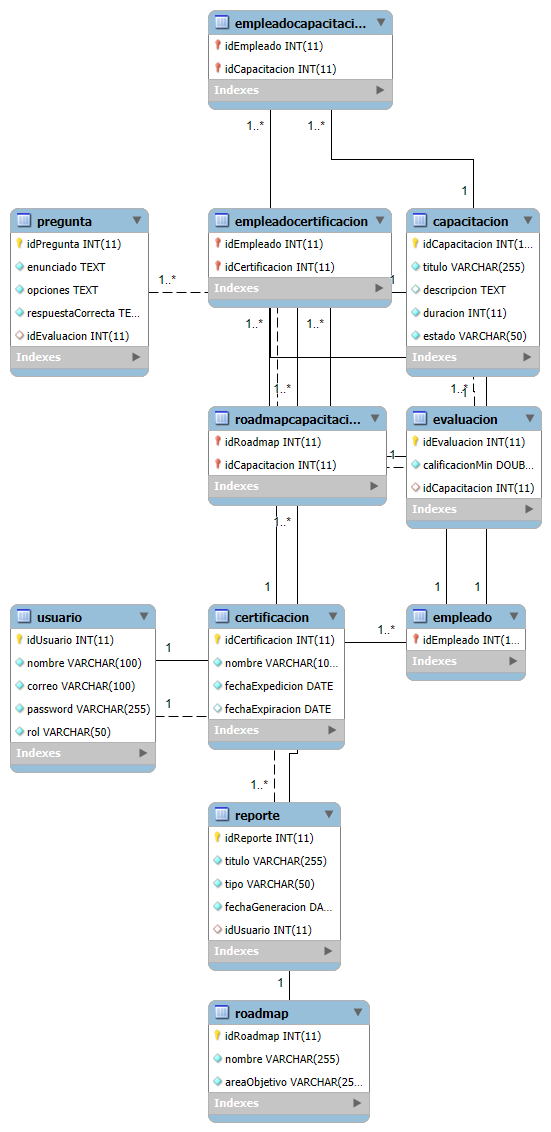 empleadocapacitaci...
idEmpleado INT(11)
idCapacitacion INT(11)
Indexes
1..*
1..*
1
pregunta
idPregunta INT(11)
enunciado TEXT
opciones TEXT
respuestaCorrecta TE...
idEvaluacion INT(11)
Indexes
1..*
empleadocertificacion
idEmpleado INT(11)
idCertificacion INT(11)
Indexes
1
capacitacion
idCapacitacion INT(1...
titulo VARCHAR(255)
descripcion TEXT
duracion INT(11)
estado VARCHAR(50)
Indexes
1..*
1..*
1..*
1..*
1
roadmapcapacitaci...
idRoadmap INT(11)
idCapacitacion INT(11)
Indexes
1
1..*
evaluacion
idEvaluacion INT(11)
calificacionMin DOUB...
idCapacitacion INT(11)
Indexes
1
1
1
usuario
idUsuario INT(11)
nombre VARCHAR(100)
correo VARCHAR(100)
password VARCHAR(255)
rol VARCHAR(50)
Indexes
1
1
certificacion
idCertificacion INT(11)
nombre VARCHAR(10...
fechaExpedicion DATE
fechaExpiracion DATE
Indexes
1..*
empleado
idEmpleado INT(1...
Indexes
1..*
reporte
idReporte INT(11)
titulo VARCHAR(255)
tipo VARCHAR(50)
fechaGeneracion DA...
idUsuario INT(11)
Indexes
1
roadmap
idRoadmap INT(11)
nombre VARCHAR(255)
areaObjetivo VARCHAR(25...
Indexes